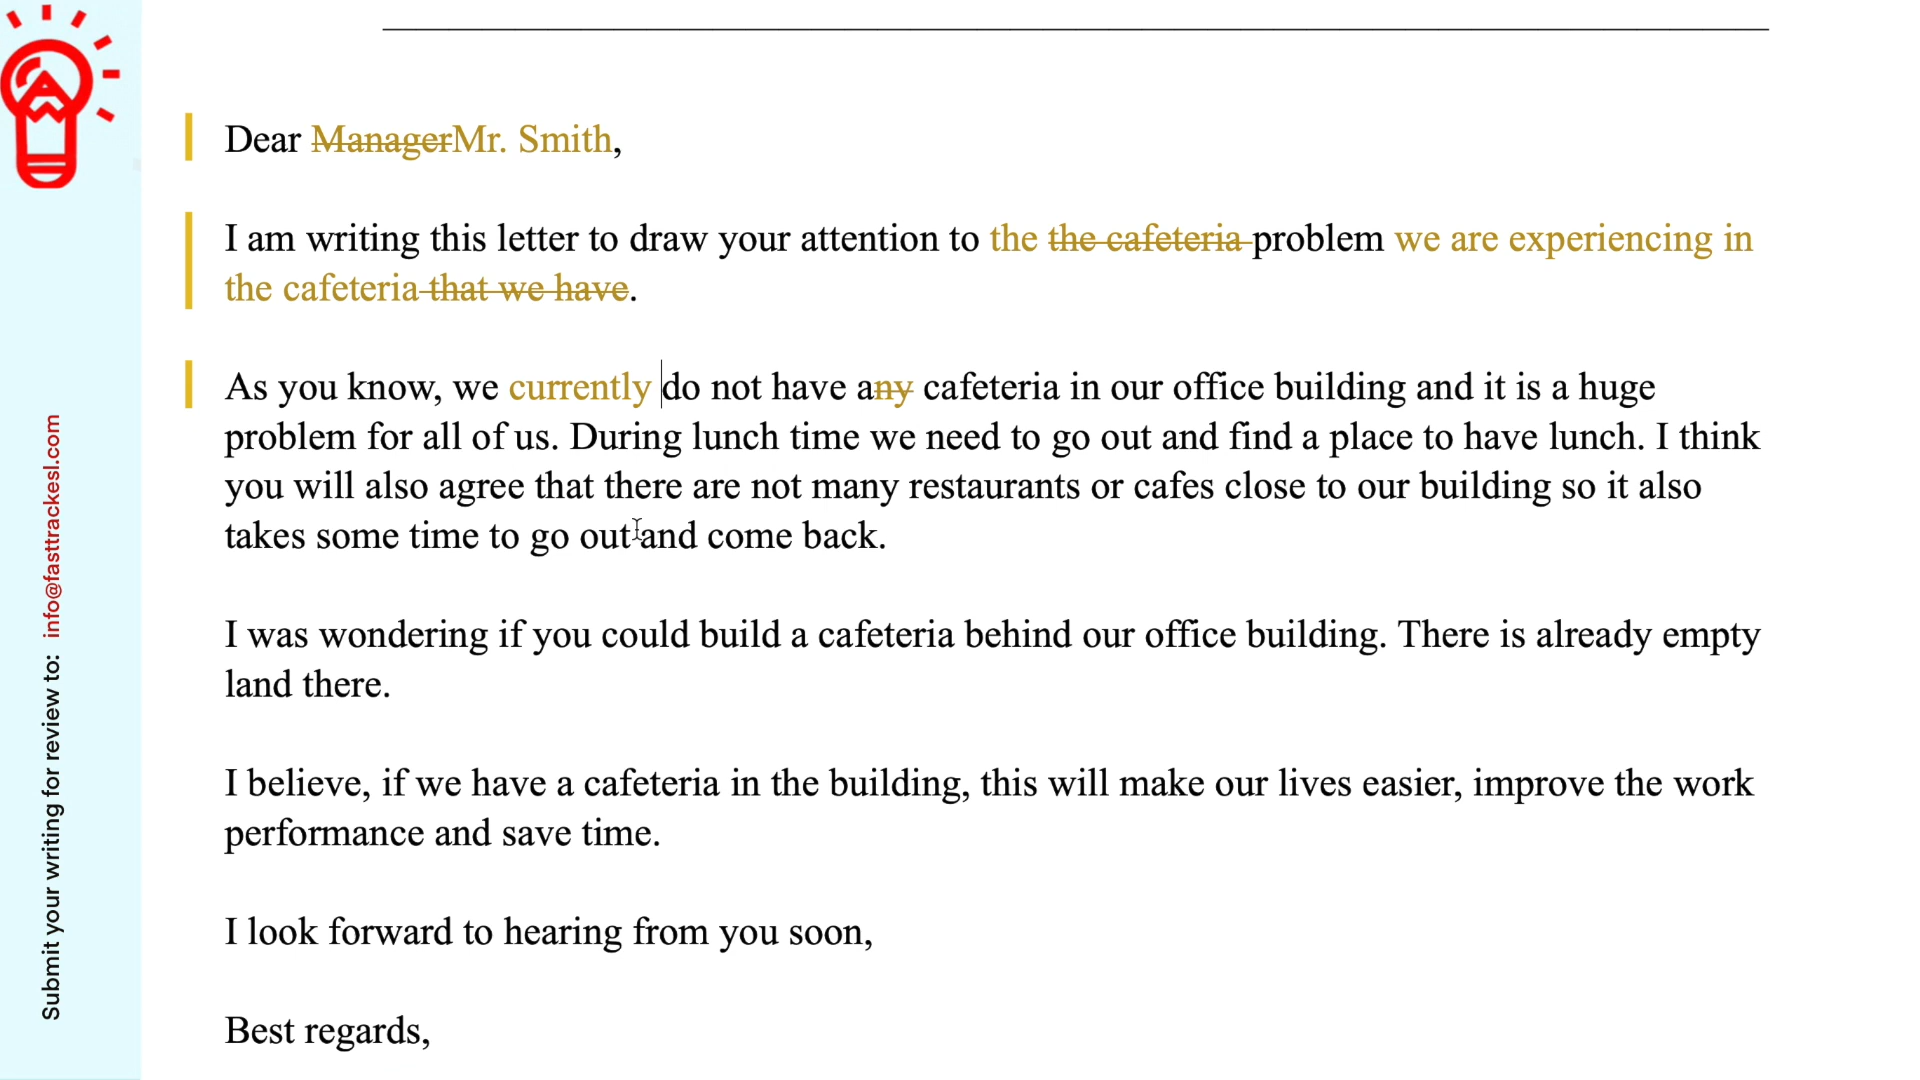 Dear ManagerMr. Smith,
I am writing this letter to draw your attention to the the cafeteria problem we are experiencing in
the cafeteria that we have.
As you know, we currently do not have any cafeteria in our office building and it is a huge
problem for all of us. During lunch time we need to go out and find a place to have lunch. I think
you will also agree that there are not many restaurants or cafes close to our building so it also
takes some time to go out and come back.
I was wondering if you could build a cafeteria behind our office building. There is already empty
land there.
I believe, if we have a cafeteria in the building, this will make our lives easier, improve the work
performance and save time.
I look forward to hearing from you soon,
Best regards,
Submit your writing for review to: info@fasttrackesl.com